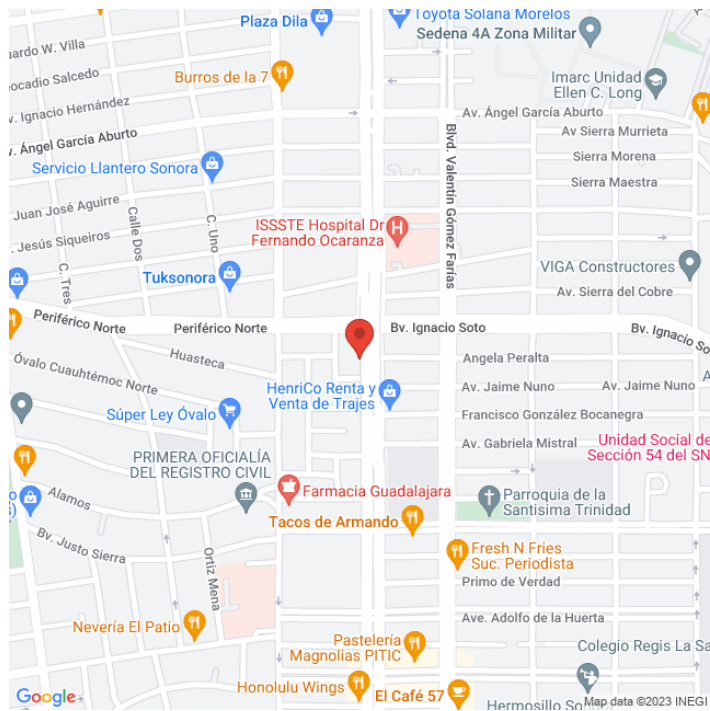 Plaza Dila
Toyota Solana Morelos
Sedena 4A Zona Militar
uardo W. Villa
eocadio Salcedo
Burros de la 7
Imarc Unidad
Ellen C. Long
v. Ignacio Hernández
Av. Ángel García Aburto
v. Ángel García Aburto
Av Sierra Murrieta
Sierra Morena
Servicio Llantero Sonora
Sierra Maestra
Blvd. Valentín Gómez Farías
Juan José Aguirre
ISSSTE Hospital Dr
Fernando Ocaranza
Calle Dos
C. Uno
. Jesús Siqueiros
C. Tres
Tuksonora
VIGA Constructores
Av. Sierra del Cobre
Periférico Norte
Periférico Norte
Bv. Ignacio Soto
Bv. Ignacio So
Huasteca
Angela Peralta
Óvalo Cuauhtémoc Norte
HenriCo Renta y
Venta de Trajes
Av. Jaime Nuno
Av. Jaime Nuno
A
Súper Ley Óvalo
Francisco González Bocanegra
Av. Gabriela Mistral
Unidad Social de
Sección 54 del SN
PRIMERA OFICIALÍA
DEL REGISTRO CIVIL
Farmacia Guadalajara
Alamos
Parroquia de la
Santisima Trinidad
Tacos de Armando
Bv. Justo Sierra
Fresh N Fries
Suc. Periodista
Ortiz Mena
Primo de Verdad
Nevería El Patio
Ave. Adolfo de la Huerta
Pastelería
Magnolias PITIC
Colegio Regis La Sa
Honolulu Wings
El Café 57
Hermosillo So
Google
Map data ©2023 INEGI